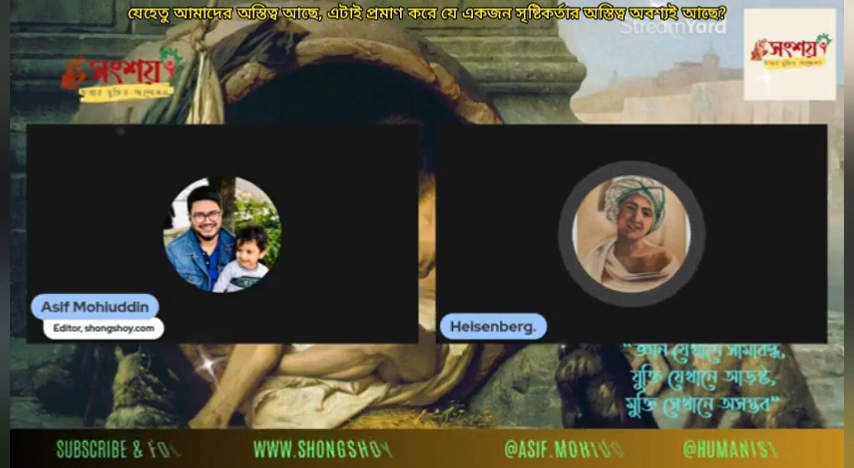 যেহেতু আমাদের অস্তিত্ব আছে, এটাই প্রমাণ করে যে একজন সৃষ্টিকর্তার অস্তিত্ব অবশ্যই আছে?
StreamYard
সংশয়
সংশয়
Asif Mohiuddin
Editor, shongshoy.com
Heisenberg.
"জ্ঞান যেখানে সীমাবদ্ধ,
যুক্তি যেখানে আড়ষ্ট,
মুক্তি সেখানে অসম্ভব"
SUBSCRIBE & FO
WWW.SHONGSHOY
@ASIF.MOHIUD
@HUMANIST